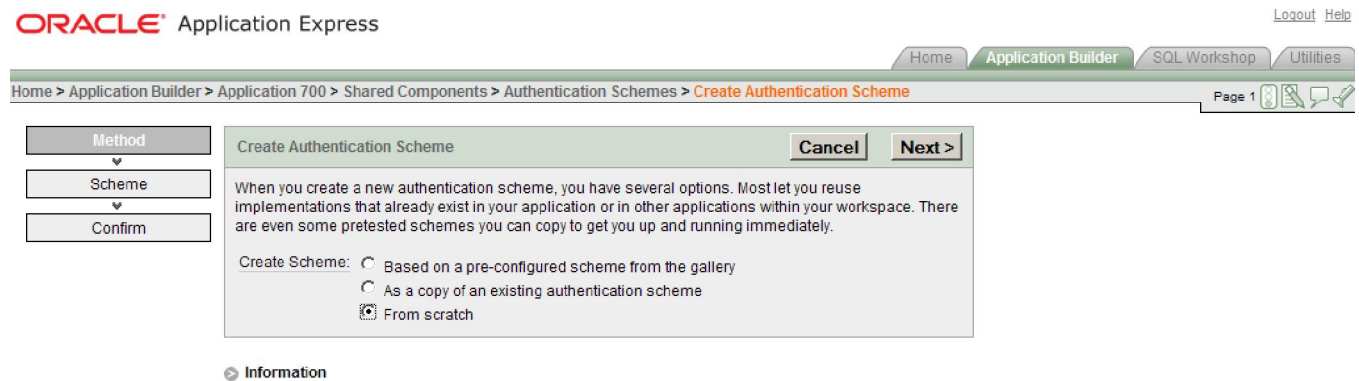 ORACLE Application Express
Logout Help
Home Application Builder SQL Workshop Utilities
Home > Application Builder > Application 700 > Shared Components > Authentication Schemes > Create Authentication Scheme
Page 1
Method
Scheme
Confirm
Create Authentication Scheme
Cancel Next >
When you create a new authentication scheme, you have several options. Most let you reuse
implementations that already exist in your application or in other applications within your workspace. There
are even some pretested schemes you can copy to get you up and running immediately.
Create Scheme: Based on a pre-configured scheme from the gallery
As a copy of an existing authentication scheme
From scratch
Information